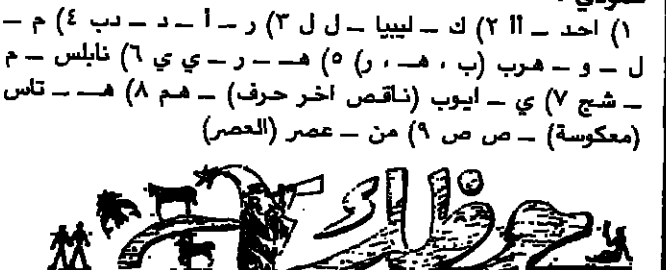 ١) احد ــ أأ ٢) ك ــ ليبيا ــ ل ل ٣) ر ــ أ ــ د ــ دب ٤) م ــ
ل ــ و ــ هرب (ب ، هـ ، ر) ٥) هـ ــ ر ــ ي ي ٦) نابلس ــ م
ــ شج ٧) ي ــ ايوب (ناقص اخر حرف) ــ هم ٨) هـ ــ تاس
(معكوسة) ــ ص ص ٩) من ــ عصر (العصر)